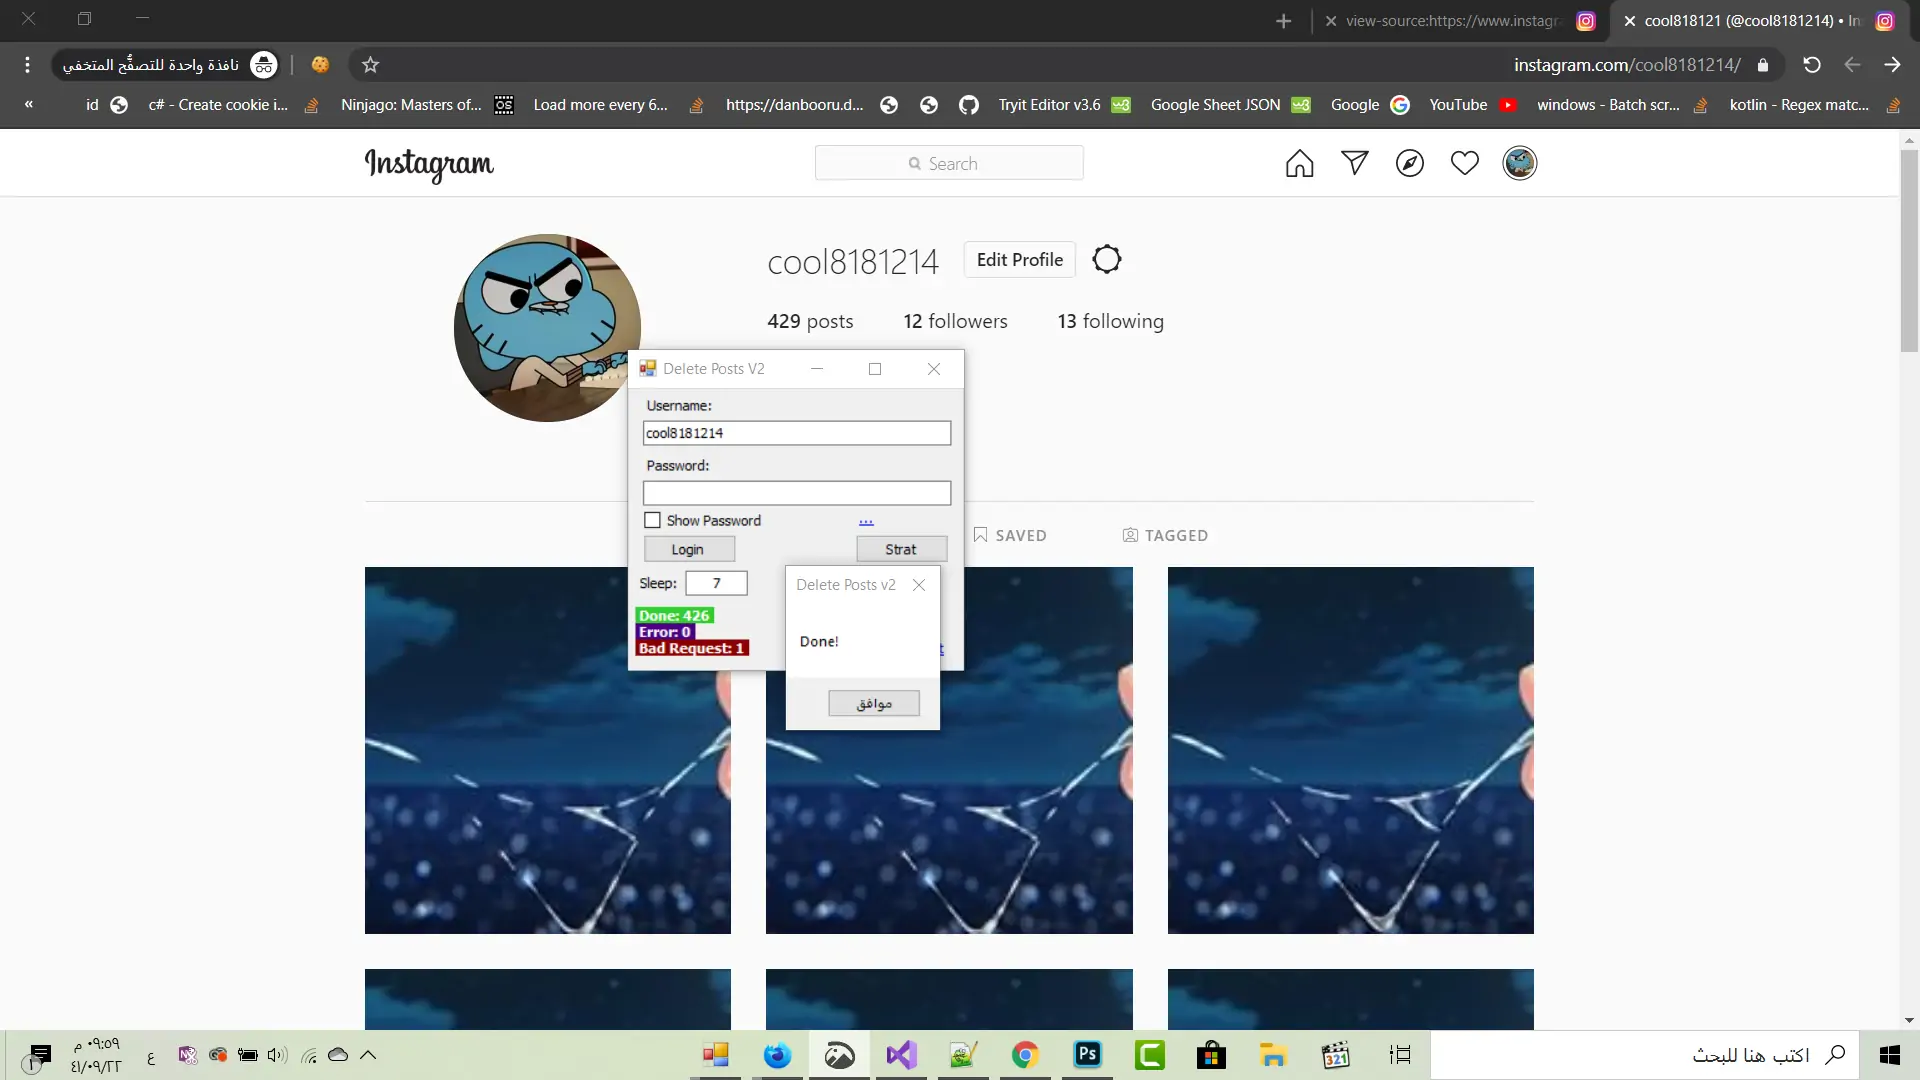 view-source:https://www.instagr
cool818121 (@cool8181214) • In
نافذة واحدة للتصفُّح المتخفي
instagram.com/cool8181214/
«
id
c# - Create cookie i...
Ninjago: Masters of...
Load more every 6...
https://danbooru.d...
Tryit Editor v3.6
Google Sheet JSON
Google
YouTube
windows - Batch scr...
kotlin - Regex matc...
Instagram
Search
cool8181214
Edit Profile
429 posts
12 followers
13 following
Delete Posts V2
Username:
cool8181214
Password:
Show Password
...
Login
Strat
Sleep:
7
Done: 426
Error: 0
Bad Request: 1
SAVED
TAGGED
Delete Posts v2
Done!
موافق
٠٩:٥٩ م
٤١/٠٩/٢٢
ع
اكتب هنا للبحث